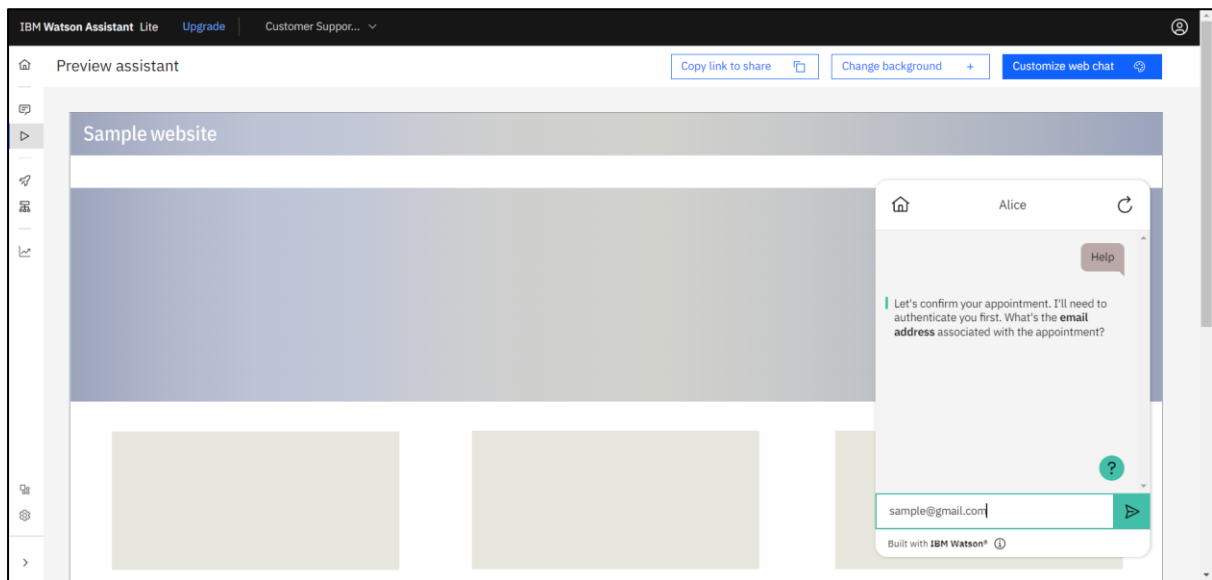 IBM Watson Assistant Lite Upgrade Customer Suppor...
Preview assistant
Copy link to share
Change background +
Customize web chat
Sample website
Alice
Help
Let's confirm your appointment. I'll need to
authenticate you first. What's the email
address associated with the appointment?
?
sample@gmail.com
Built with IBM Watson®